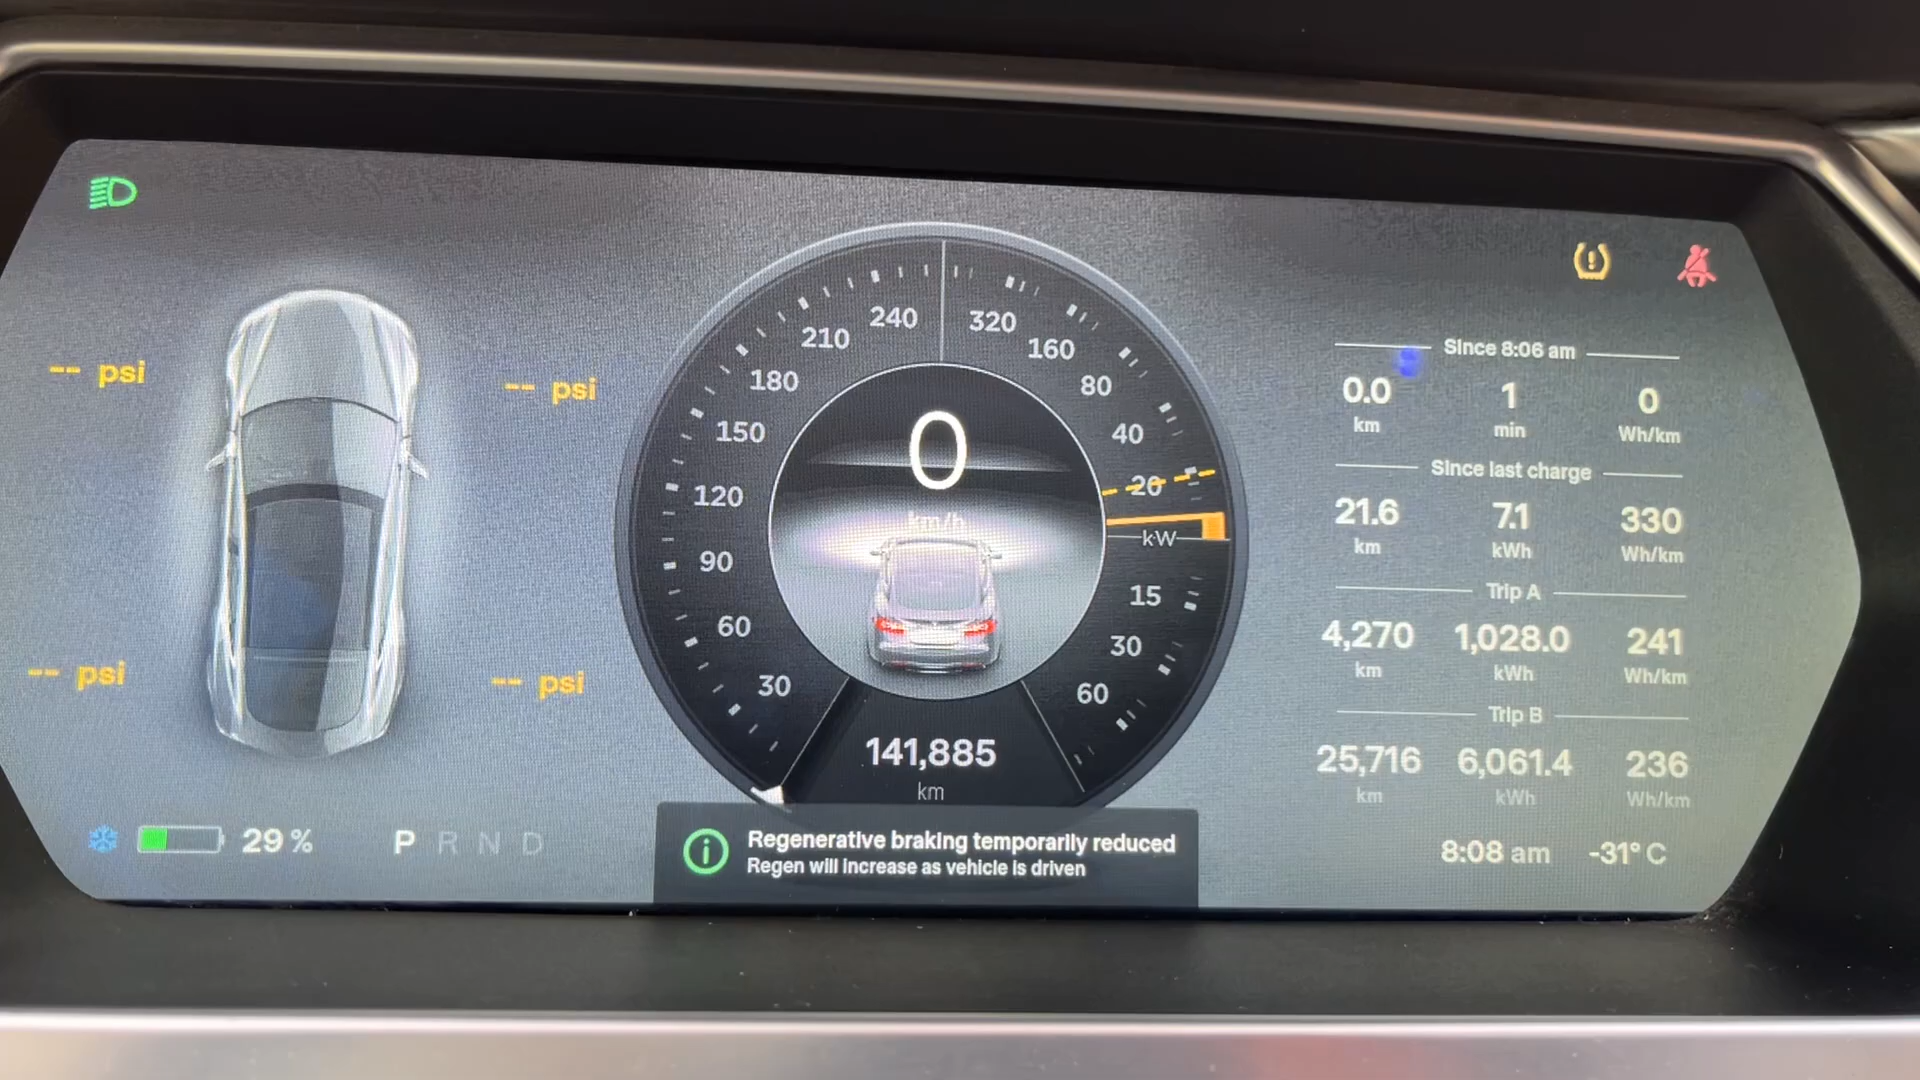 -- psi
-- psi
-- psi
-- psi
29 %
P R N D
240
210
180
150
120
90
60
30
320
160
80
40
20
kW
15
30
60
0
km/h
141,885
km
Regenerative braking temporarily reduced
Regen will increase as vehicle is driven
Since 8:06 am
0.0 1 0
km min Wh/km
Since last charge
21.6 7.1 330
km kWh Wh/km
Trip A
4,270 1,028.0 241
km kWh Wh/km
Trip B
25,716 6,061.4 236
km kWh Wh/km
8:08 am -31° C